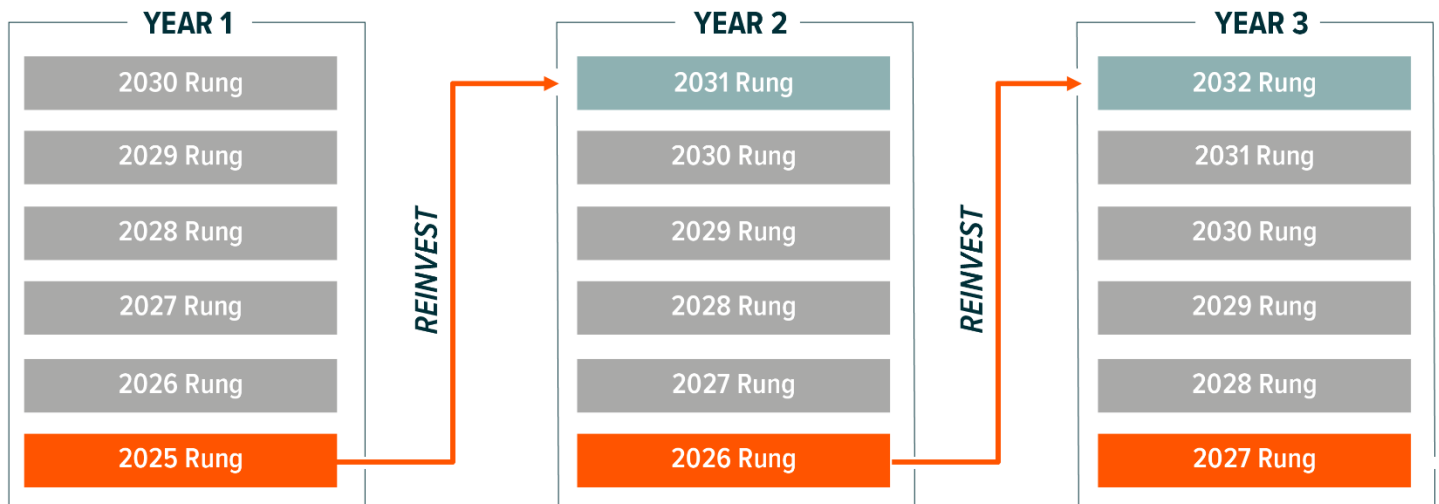 YEAR 1
2030 Rung
2029 Rung
2028 Rung
2027 Rung
2026 Rung
2025 Rung
REINVEST
YEAR 2
2031 Rung
2030 Rung
2029 Rung
2028 Rung
2027 Rung
2026 Rung
REINVEST
YEAR 3
2032 Rung
2031 Rung
2030 Rung
2029 Rung
2028 Rung
2027 Rung